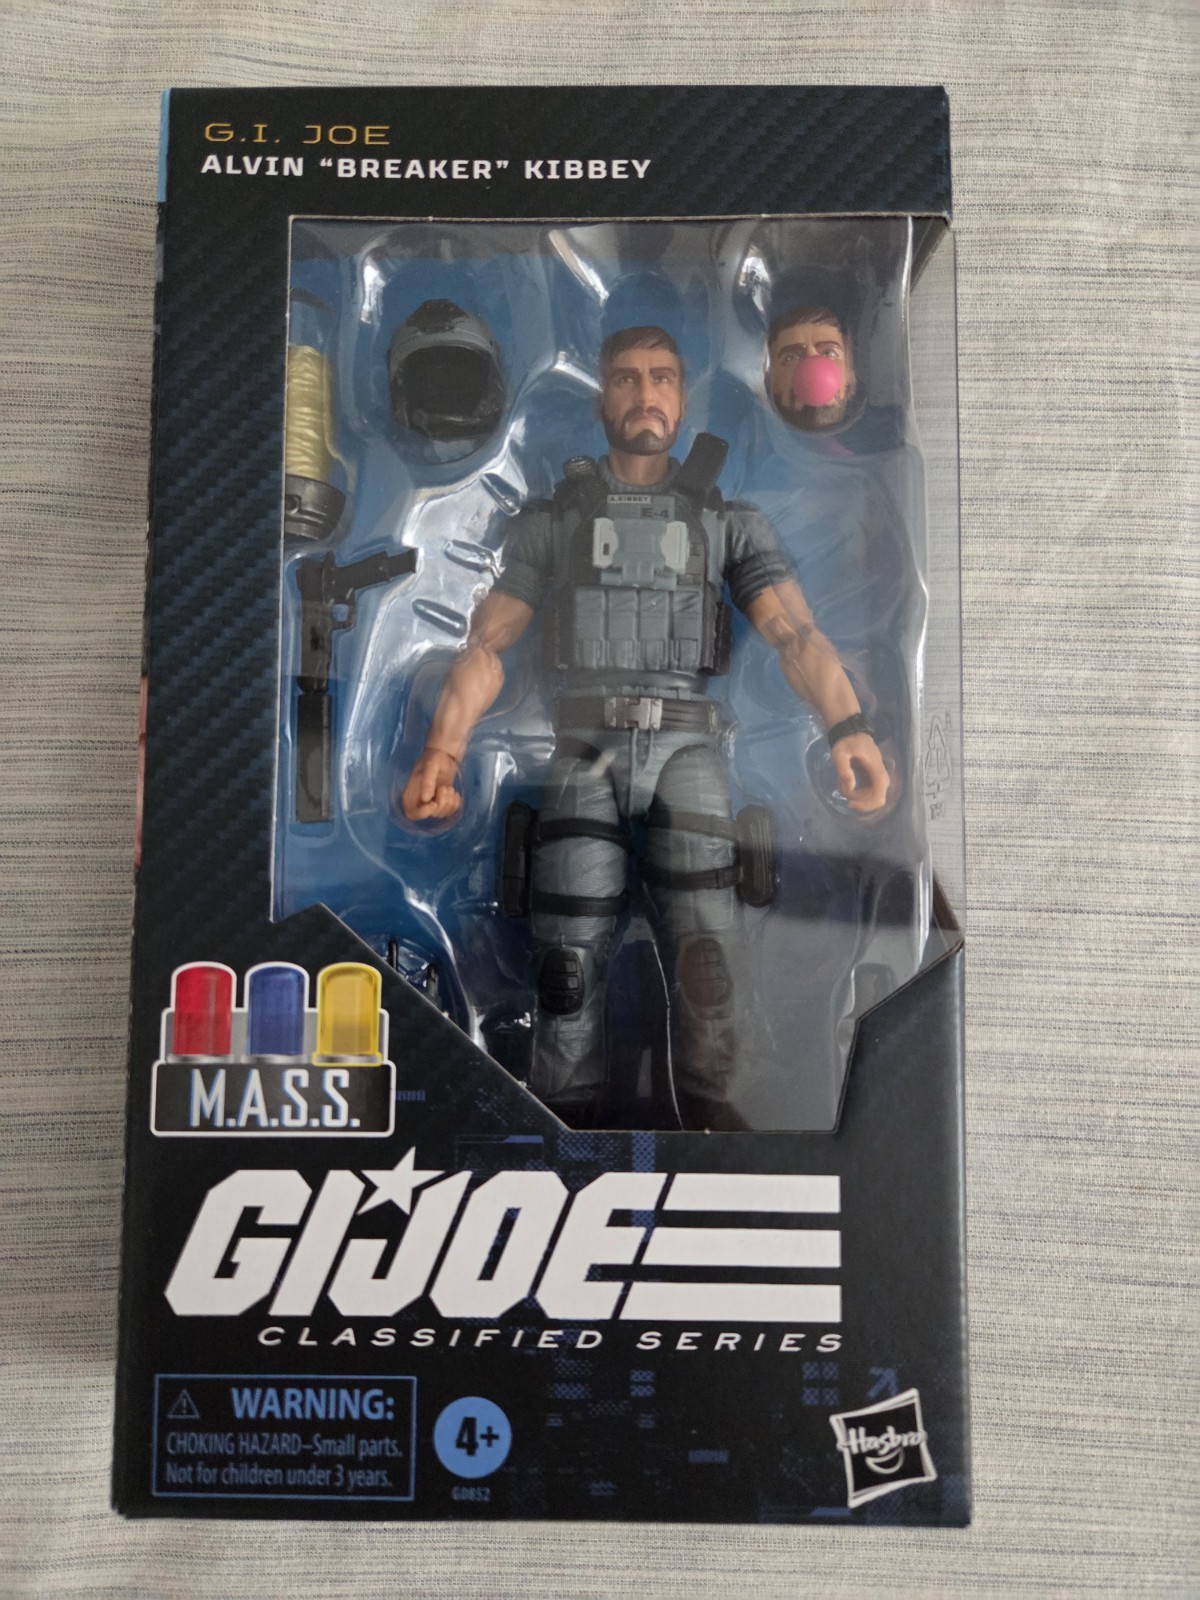 G.I. JOE
ALVIN “BREAKER” KIBBEY
A.KIBBEY
E-4
M.A.S.S.
GIJOE
CLASSIFIED SERIES
WARNING:
CHOKING HAZARD–Small parts.
Not for children under 3 years.
4+
G0852
Hasbro